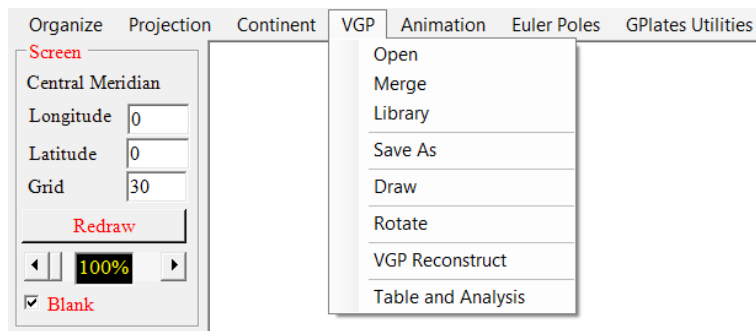 Organize Projection Continent VGP Animation Euler Poles GPlates Utilities
Screen
Central Meridian
Longitude 0
Latitude 0
Grid 30
Redraw
100%
Blank
Open
Merge
Library
Save As
Draw
Rotate
VGP Reconstruct
Table and Analysis